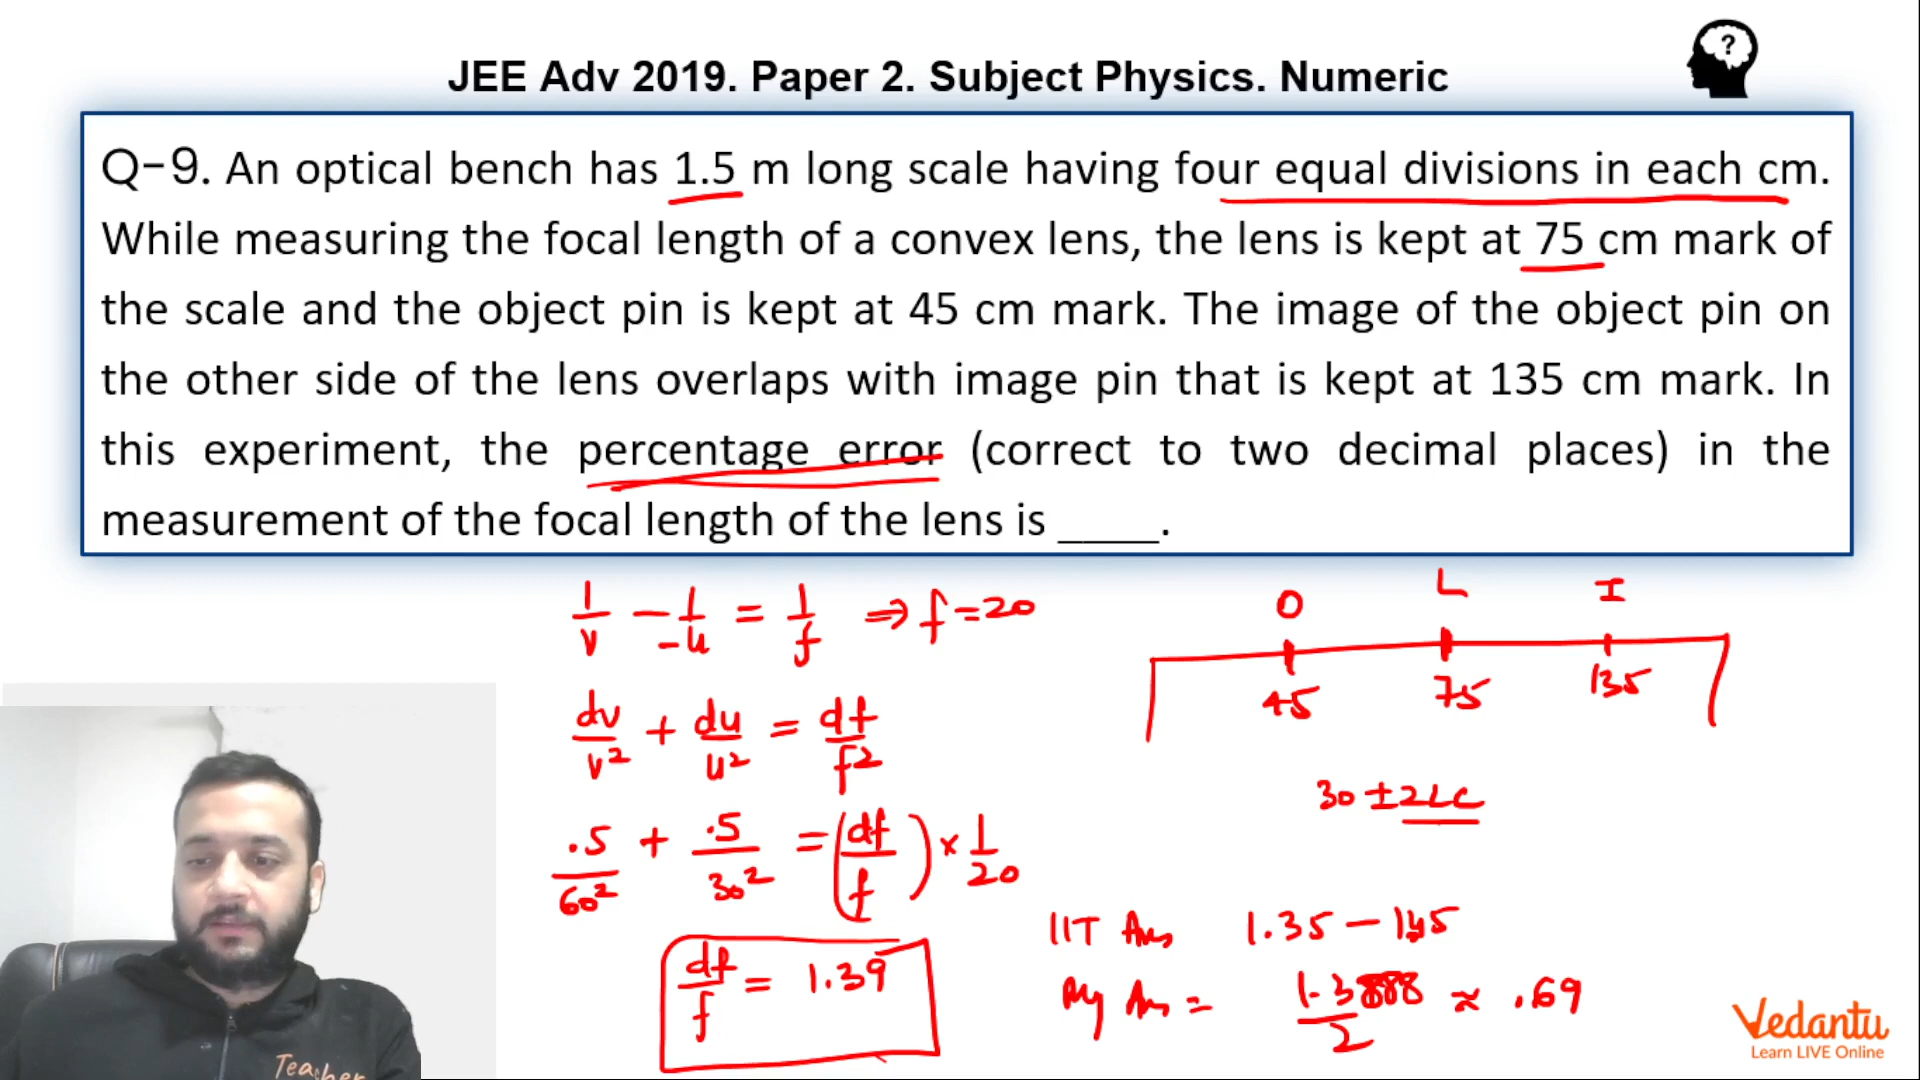 JEE Adv 2019. Paper 2. Subject Physics. Numeric
?
Q-9. An optical bench has 1.5 m long scale having four equal divisions in each cm.
While measuring the focal length of a convex lens, the lens is kept at 75 cm mark of
the scale and the object pin is kept at 45 cm mark. The image of the object pin on
the other side of the lens overlaps with image pin that is kept at 135 cm mark. In
this experiment, the percentage error (correct to two decimal places) in the
measurement of the focal length of the lens is ____.
1/v - 1/-u = 1/f ⇒ f=20
dv/v² + du/u² = df/f²
.5/60² + .5/30² = (df/f) × 1/20
df/f = 1.39
O L I
45 75 135
30 ± 2LC
IIT Ans 1.35 - 1.45
My Ans = 1.3888/2 ≈ .69
Teacher
Vedantu
Learn LIVE Online